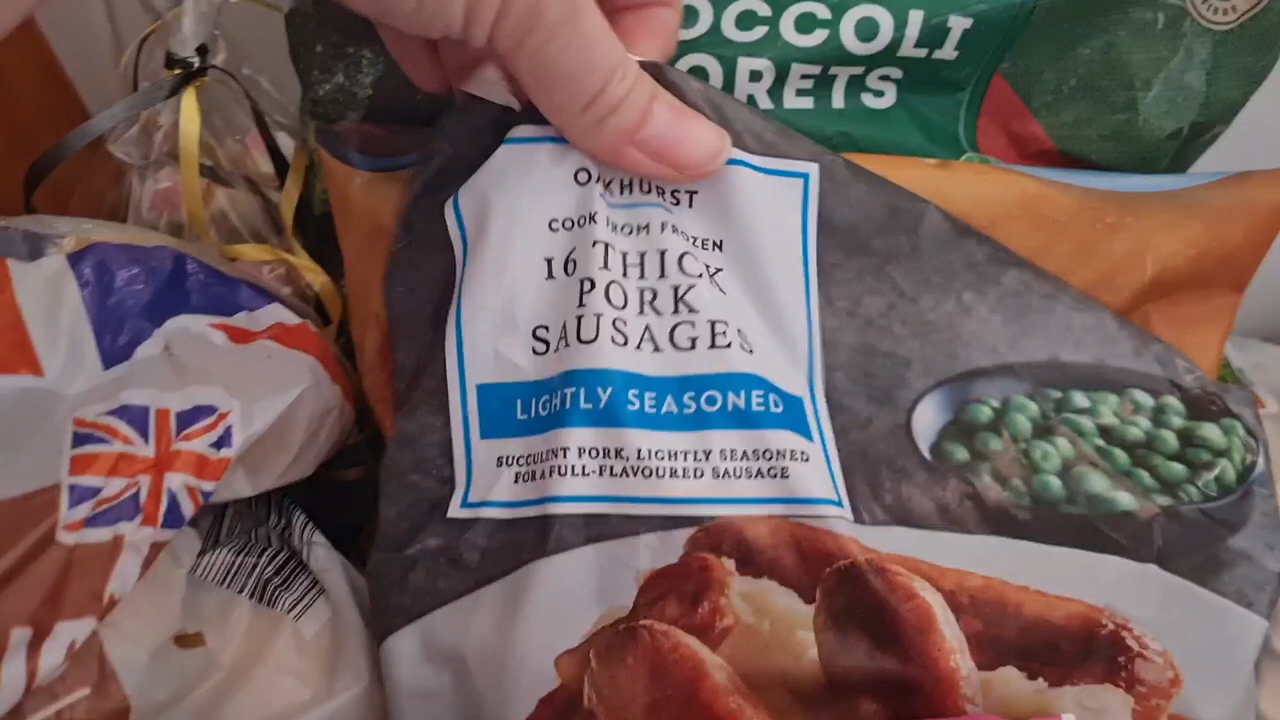 OCCOLI
ORETS
FIBRE
OAKHURST
COOK FROM FROZEN
16 THICK
PORK
SAUSAGES
LIGHTLY SEASONED
SUCCULENT PORK, LIGHTLY SEASONED
FOR A FULL-FLAVOURED SAUSAGE